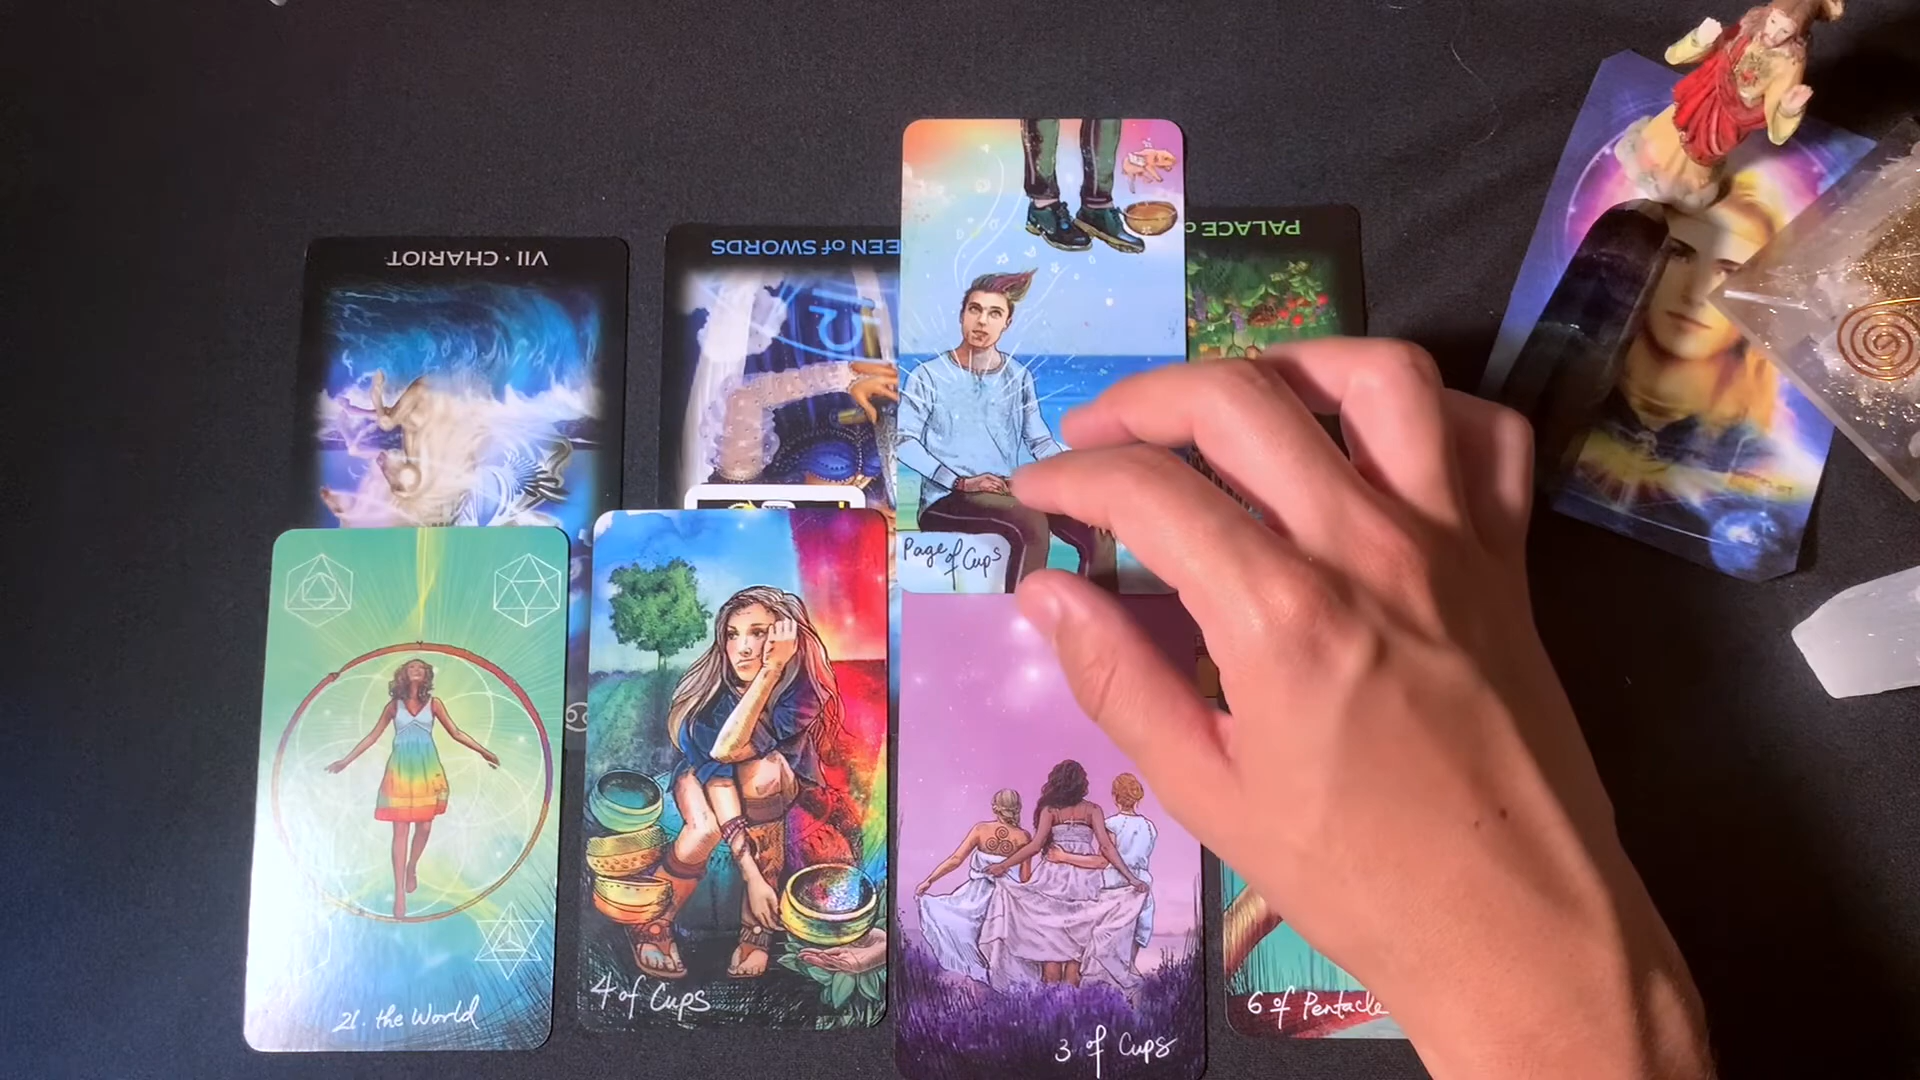 VII · CHARIOT
EEN of SWORDS
PALACE
Page of Cups
21. the World
4 of Cups
3 of Cups
6 of Pentacle